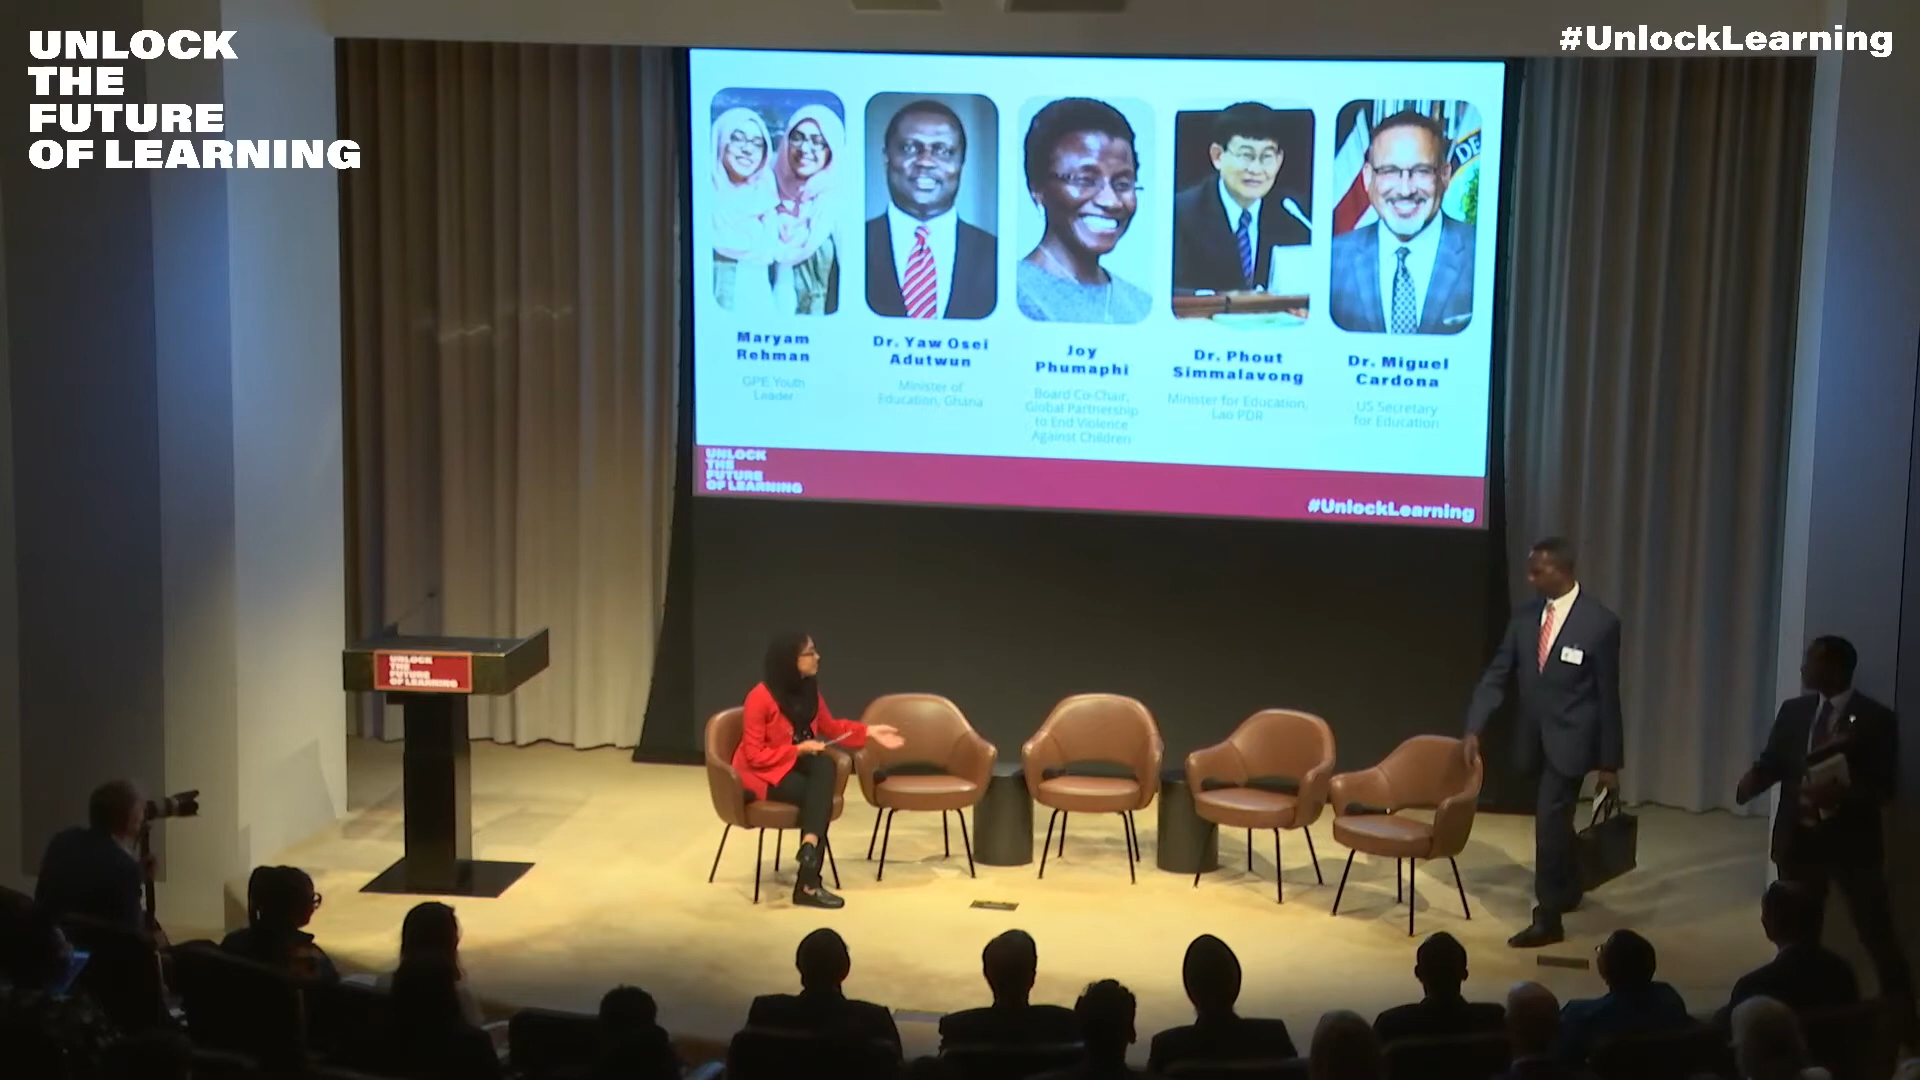 UNLOCK
THE
FUTURE
OF LEARNING
#UnlockLearning
Maryam
Rehman
GPE Youth
Leader
Dr. Yaw Osei
Adutwun
Minister of
Education, Ghana
Joy
Phumaphi
Board Co-Chair,
Global Partnership
to End Violence
Against Children
Dr. Phout
Simmalavong
Minister for Education,
Lao PDR
DE
Dr. Miguel
Cardona
US Secretary
for Education
UNLOCK
THE
FUTURE
OF LEARNING
#UnlockLearning
UNLOCK
THE
FUTURE
OF LEARNING